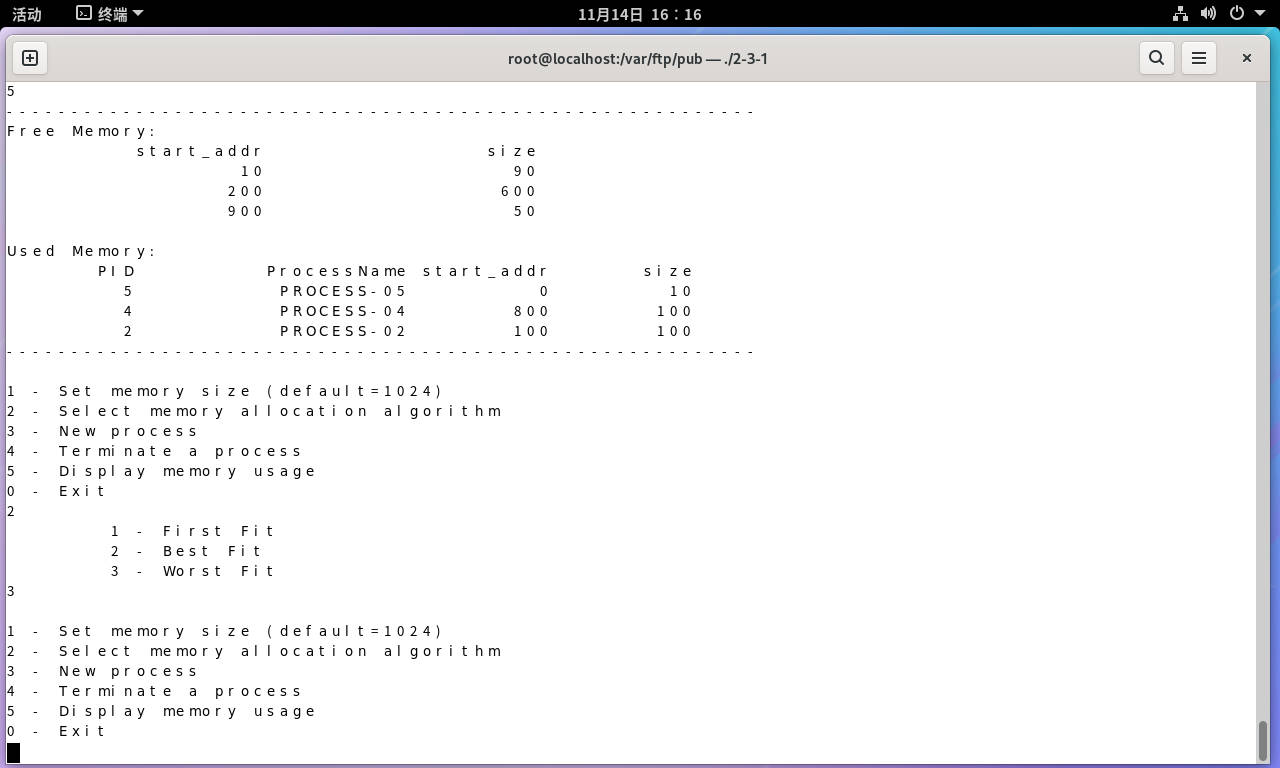 活动 终端 11月14日 16：16
root@localhost:/var/ftp/pub — ./2-3-1
5
----------------------------------------------------------
Free Memory:
start_addr size
10 90
200 600
900 50
Used Memory:
PID ProcessName start_addr size
5 PROCESS-05 0 10
4 PROCESS-04 800 100
2 PROCESS-02 100 100
----------------------------------------------------------
1 - Set memory size (default=1024)
2 - Select memory allocation algorithm
3 - New process
4 - Terminate a process
5 - Display memory usage
0 - Exit
2
1 - First Fit
2 - Best Fit
3 - Worst Fit
3
1 - Set memory size (default=1024)
2 - Select memory allocation algorithm
3 - New process
4 - Terminate a process
5 - Display memory usage
0 - Exit